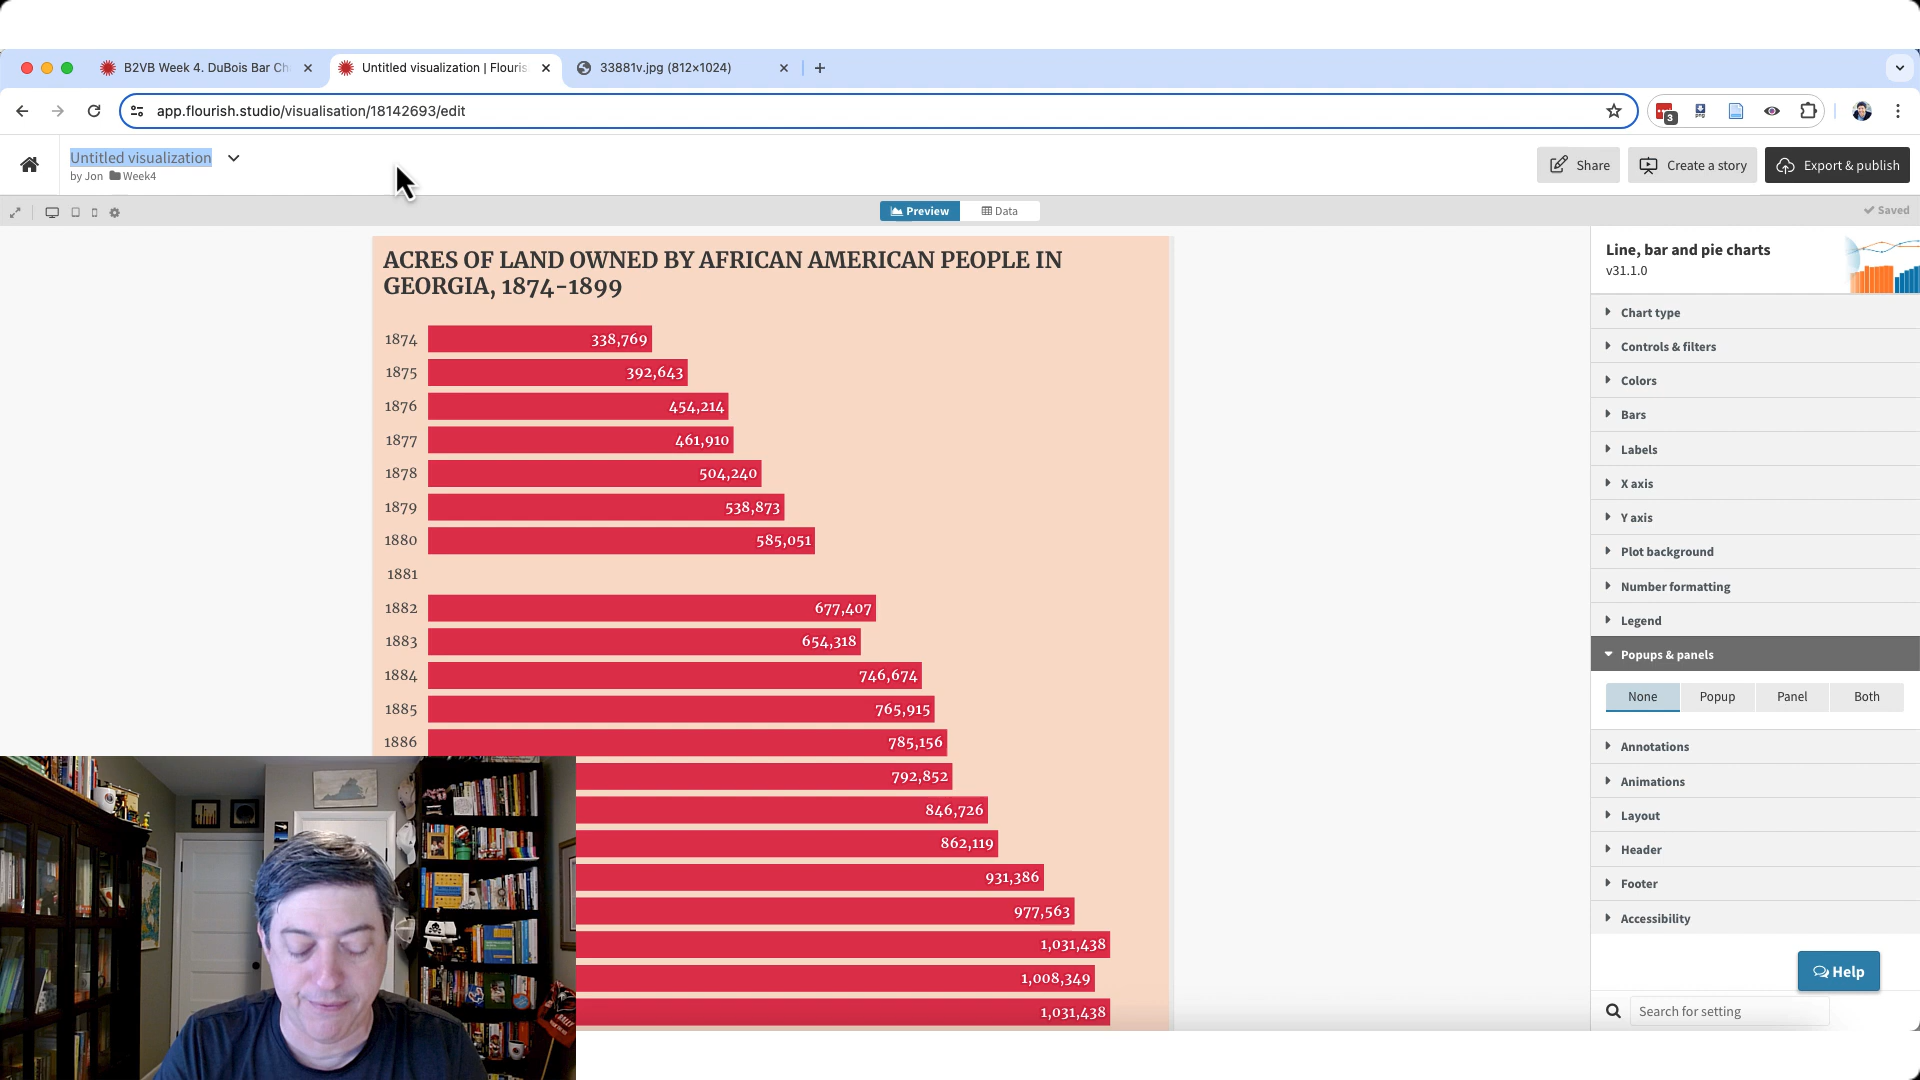 B2VB Week 4. DuBois Bar Ch
Untitled visualization | Flouris
33881v.jpg (812×1024)
app.flourish.studio/visualisation/18142693/edit
3
Untitled visualization
by Jon Week4
Share
Create a story
Export & publish
Preview
Data
Saved
ACRES OF LAND OWNED BY AFRICAN AMERICAN PEOPLE IN
GEORGIA, 1874-1899
1874 338,769
1875 392,643
1876 454,214
1877 461,910
1878 504,240
1879 538,873
1880 585,051
1881
1882 677,407
1883 654,318
1884 746,674
1885 765,915
1886 785,156
792,852
846,726
862,119
931,386
977,563
1,031,438
1,008,349
1,031,438
Line, bar and pie charts
v31.1.0
Chart type
Controls & filters
Colors
Bars
Labels
X axis
Y axis
Plot background
Number formatting
Legend
Popups & panels
None
Popup
Panel
Both
Annotations
Animations
Layout
Header
Footer
Accessibility
Help
Search for setting